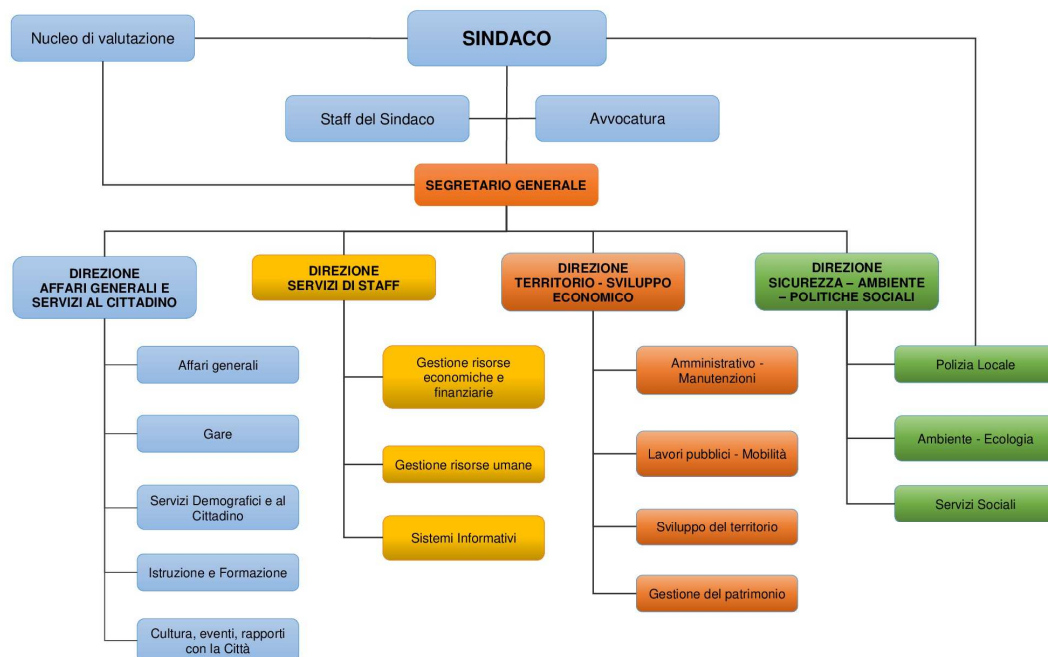 Nucleo di valutazione
SINDACO
Staff del Sindaco
Avvocatura
SEGRETARIO GENERALE
DIREZIONE
AFFARI GENERALI E
SERVIZI AL CITTADINO
DIREZIONE
SERVIZI DI STAFF
DIREZIONE
TERRITORIO - SVILUPPO
ECONOMICO
DIREZIONE
SICUREZZA – AMBIENTE
– POLITICHE SOCIALI
Affari generali
Gare
Servizi Demografici e al
Cittadino
Istruzione e Formazione
Cultura, eventi, rapporti
con la Città
Gestione risorse
economiche e
finanziarie
Gestione risorse umane
Sistemi Informativi
Amministrativo -
Manutenzioni
Lavori pubblici - Mobilità
Sviluppo del territorio
Gestione del patrimonio
Polizia Locale
Ambiente - Ecologia
Servizi Sociali